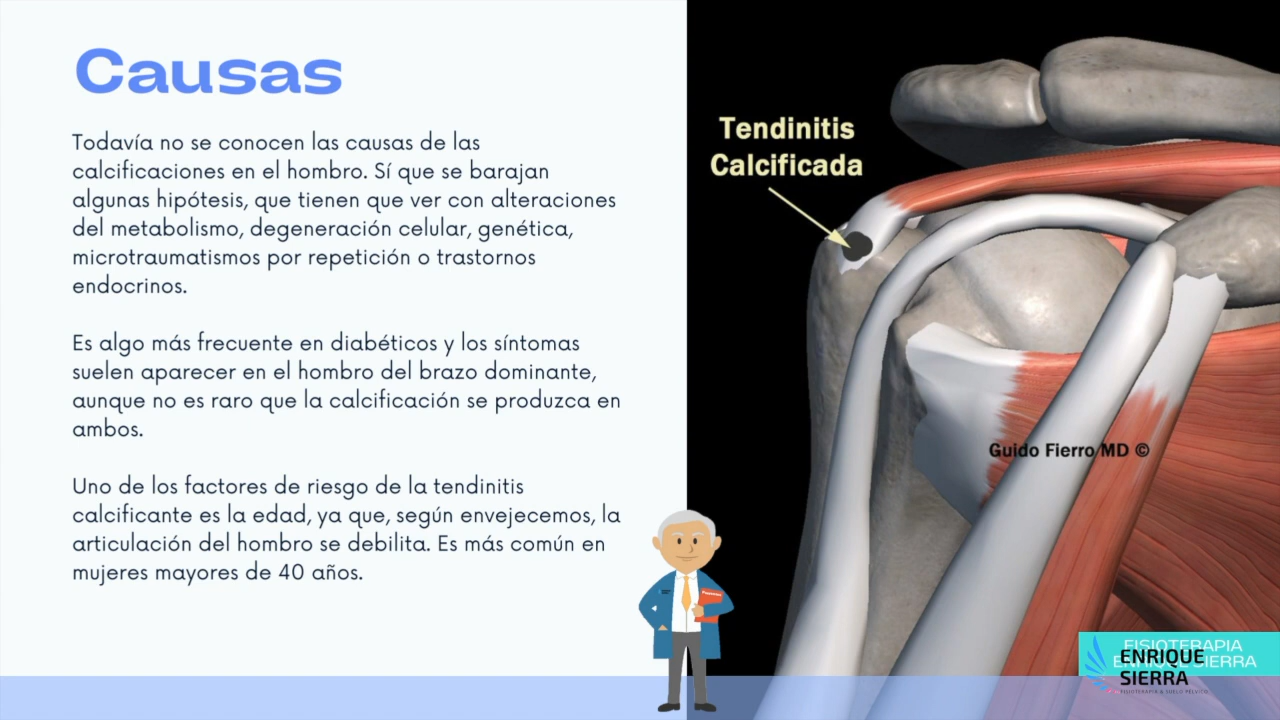 Causas
Todavía no se conocen las causas de las
calcificaciones en el hombro. Sí que se barajan
algunas hipótesis, que tienen que ver con alteraciones
del metabolismo, degeneración celular, genética,
microtraumatismos por repetición o trastornos
endocrinos.
Es algo más frecuente en diabéticos y los síntomas
suelen aparecer en el hombro del brazo dominante,
aunque no es raro que la calcificación se produzca en
ambos.
Uno de los factores de riesgo de la tendinitis
calcificante es la edad, ya que, según envejecemos, la
articulación del hombro se debilita. Es más común en
mujeres mayores de 40 años.
Tendinitis
Calcificada
Guido Fierro MD ©
FISIOTERAPIA
ENRIQUE SIERRA
ENRIQUE
SIERRA
FISIOTERAPIA & SUELO PÉLVICO